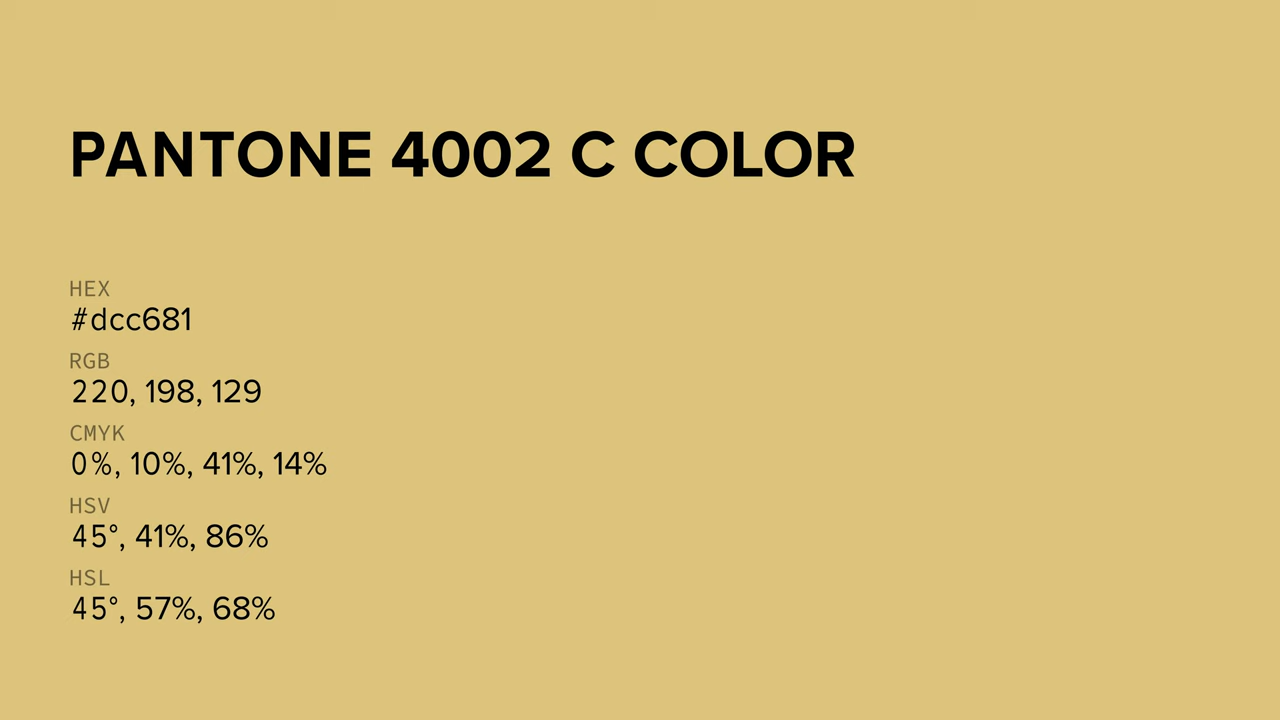 PANTONE 4002 C COLOR
HEX
#dcc681
RGB
220, 198, 129
CMYK
0%, 10%, 41%, 14%
HSV
45°, 41%, 86%
HSL
45°, 57%, 68%